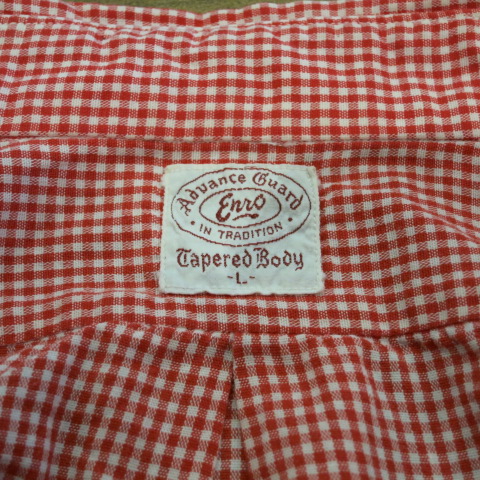 Advance Guard
Enro
· IN TRADITION ·
Tapered Body
-L-